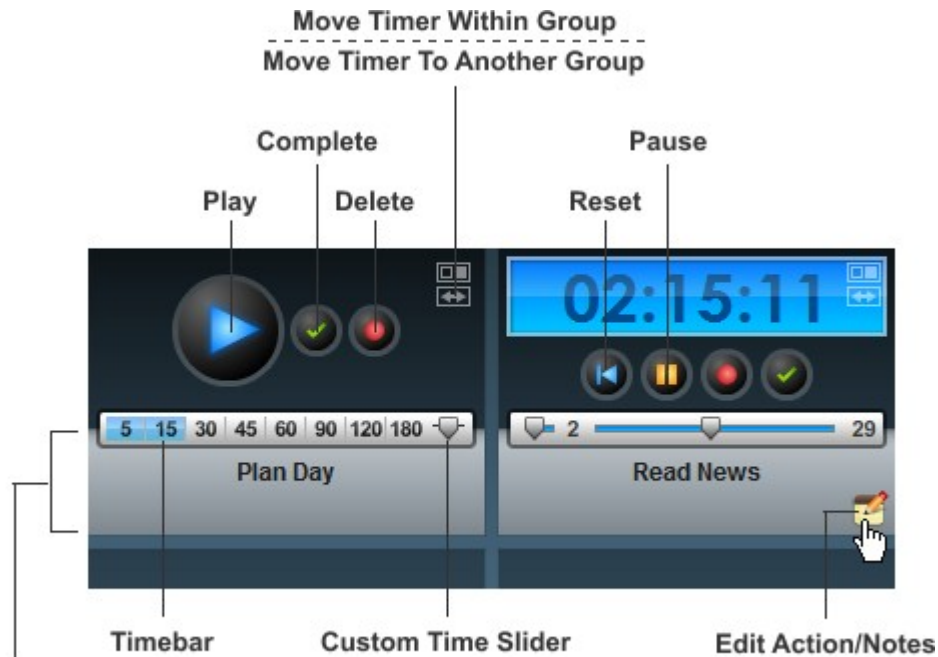 Move Timer Within Group
Move Timer To Another Group
Complete
Pause
Play
Delete
Reset
02:15:11
5 15 30 45 60 90 120 180
2
29
Plan Day
Read News
Timebar
Custom Time Slider
Edit Action/Notes